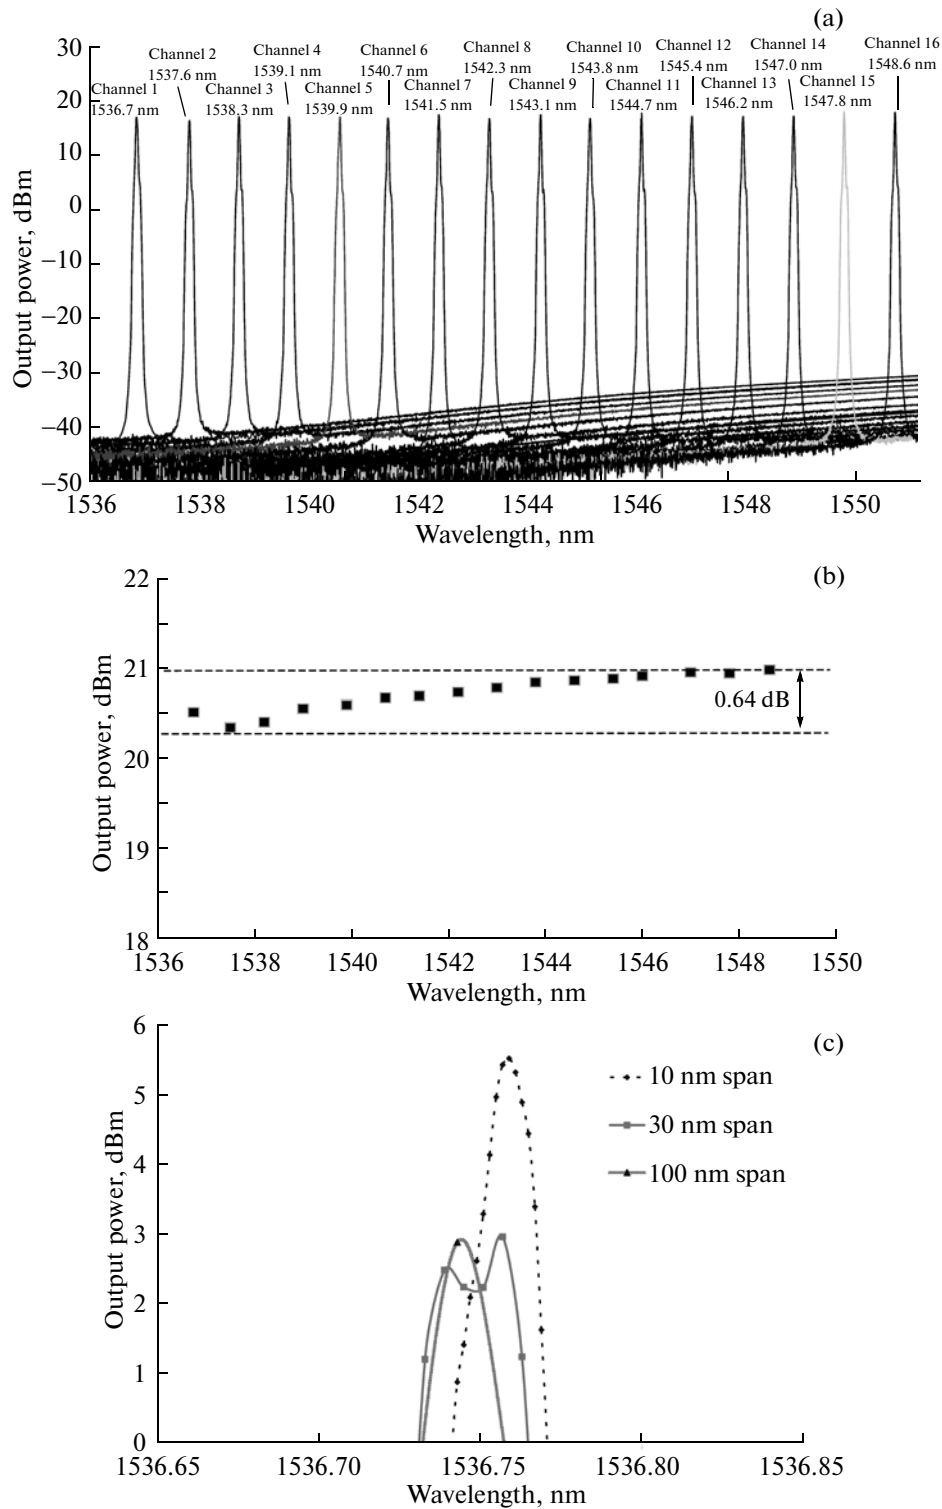 (a)
Output power, dBm
30
20
10
0
–10
–20
–30
–40
–50
Channel 1
1536.7 nm
Channel 2
1537.6 nm
Channel 3
1538.3 nm
Channel 4
1539.1 nm
Channel 5
1539.9 nm
Channel 6
1540.7 nm
Channel 7
1541.5 nm
Channel 8
1542.3 nm
Channel 9
1543.1 nm
Channel 10
1543.8 nm
Channel 11
1544.7 nm
Channel 12
1545.4 nm
Channel 13
1546.2 nm
Channel 14
1547.0 nm
Channel 15
1547.8 nm
Channel 16
1548.6 nm
1536 1538 1540 1542 1544 1546 1548 1550
Wavelength, nm
(b)
Output power, dBm
22
21
20
19
18
0.64 dB
1536 1538 1540 1542 1544 1546 1548 1550
Wavelength, nm
(c)
Output power, dBm
6
5
4
3
2
1
0
10 nm span
30 nm span
100 nm span
1536.65 1536.70 1536.75 1536.80 1536.85
Wavelength, nm